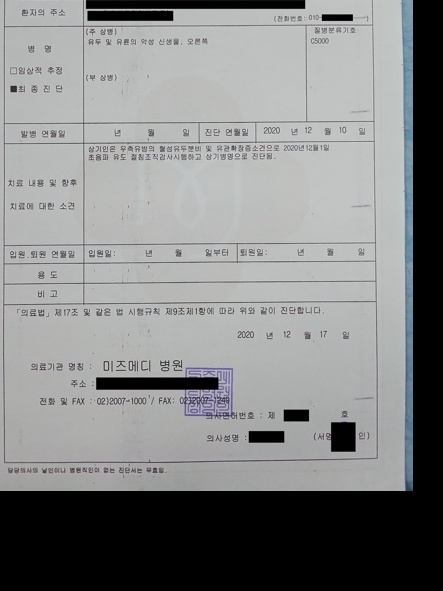 환자의 주소
(전화번호: 010-
병 명
(주 상병)
유두 및 유륜의 악성 신생물, 오른쪽
질병분류기호
C5000
□임상적 추정
■최 종 진 단
(부 상병)
발병 연월일 년 월 일 진단 연월일 2020 년 12 월 10 일
치료 내용 및 향후
치료에 대한 소견
상기인은 우측유방의 혈성유두분비 및 유관확장증소견으로 2020년12월1일
초음파 유도 절침조직검사시행하고 상기병명으로 진단됨.
입원.퇴원 연월일 입원일: 년 월 일부터 퇴원일: 년 월 일
용 도
비 고
「의료법」제17조 및 같은 법 시행규칙 제9조제1항에 따라 위와 같이 진단합니다.
2020 년 12 월 17 일
의료기관 명칭 : 미즈메디 병원
주소 :
전화 및 FAX : 02)2007-1000 / FAX: 02)2007-1249
의사면허번호 : 제 호
의사성명 : (서명 인)
담당의사의 날인이나 병원직인이 없는 진단서는 무효임.